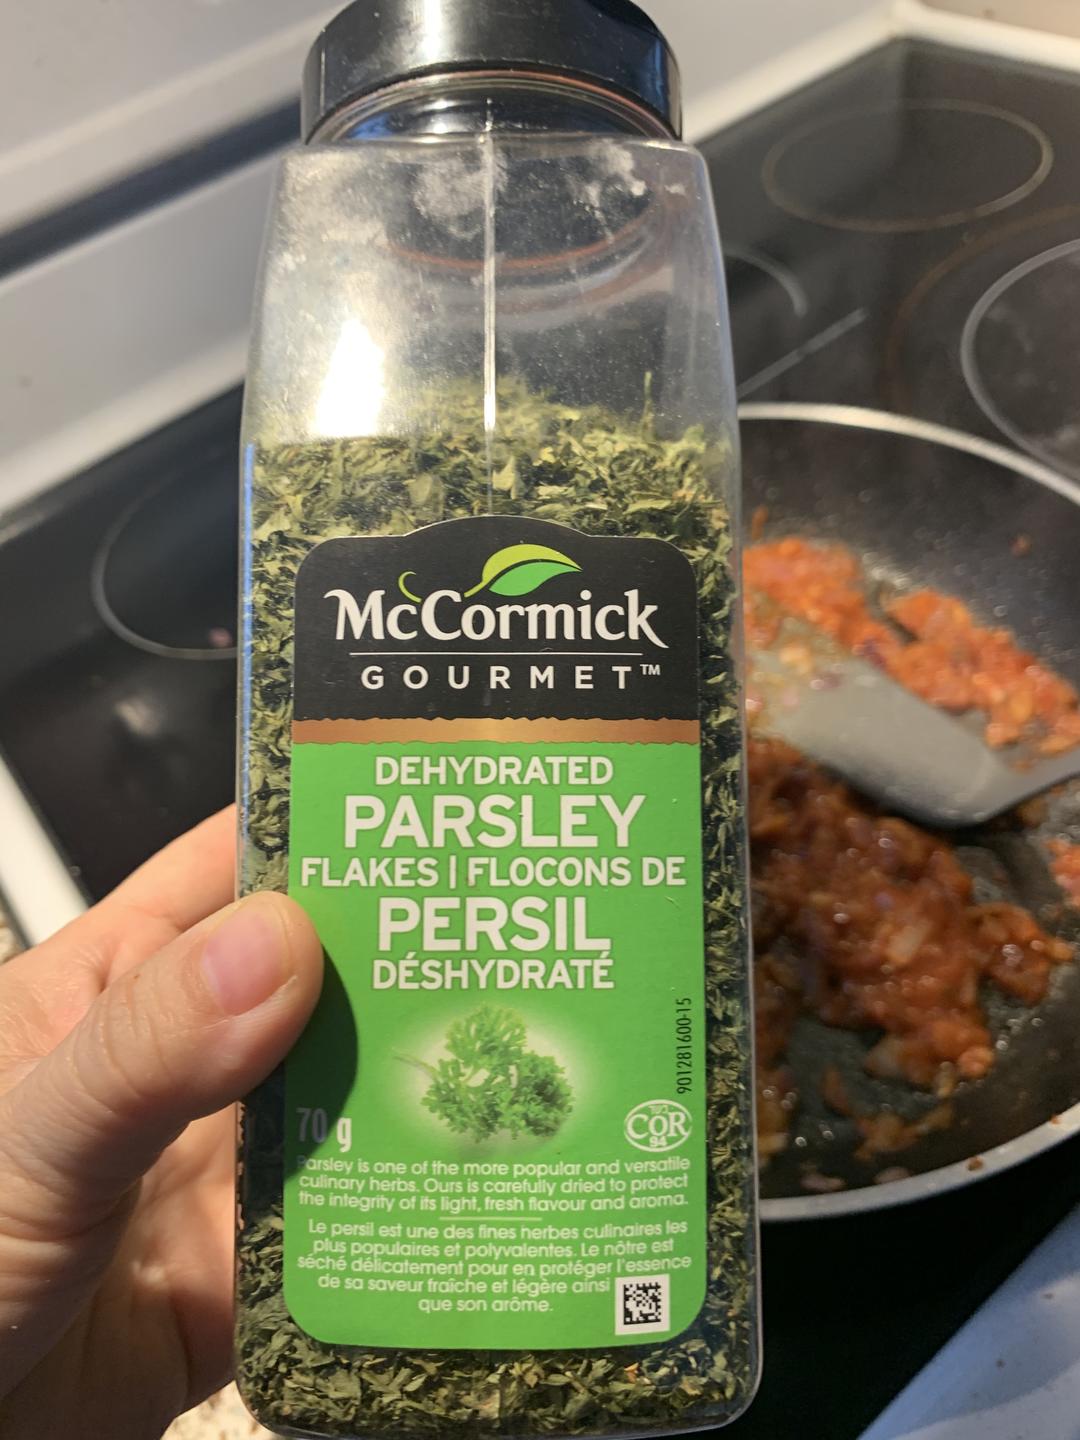 McCormick
GOURMET™
DEHYDRATED
PARSLEY
FLAKES | FLOCONS DE
PERSIL
DÉSHYDRATÉ
901281600-15
70 g
COR
94
Parsley is one of the more popular and versatile
culinary herbs. Ours is carefully dried to protect
the integrity of its light, fresh flavour and aroma.
Le persil est une des fines herbes culinaires les
plus populaires et polyvalentes. Le nôtre est
séché délicatement pour en protéger l'essence
de sa saveur fraîche et légère ainsi
que son arôme.